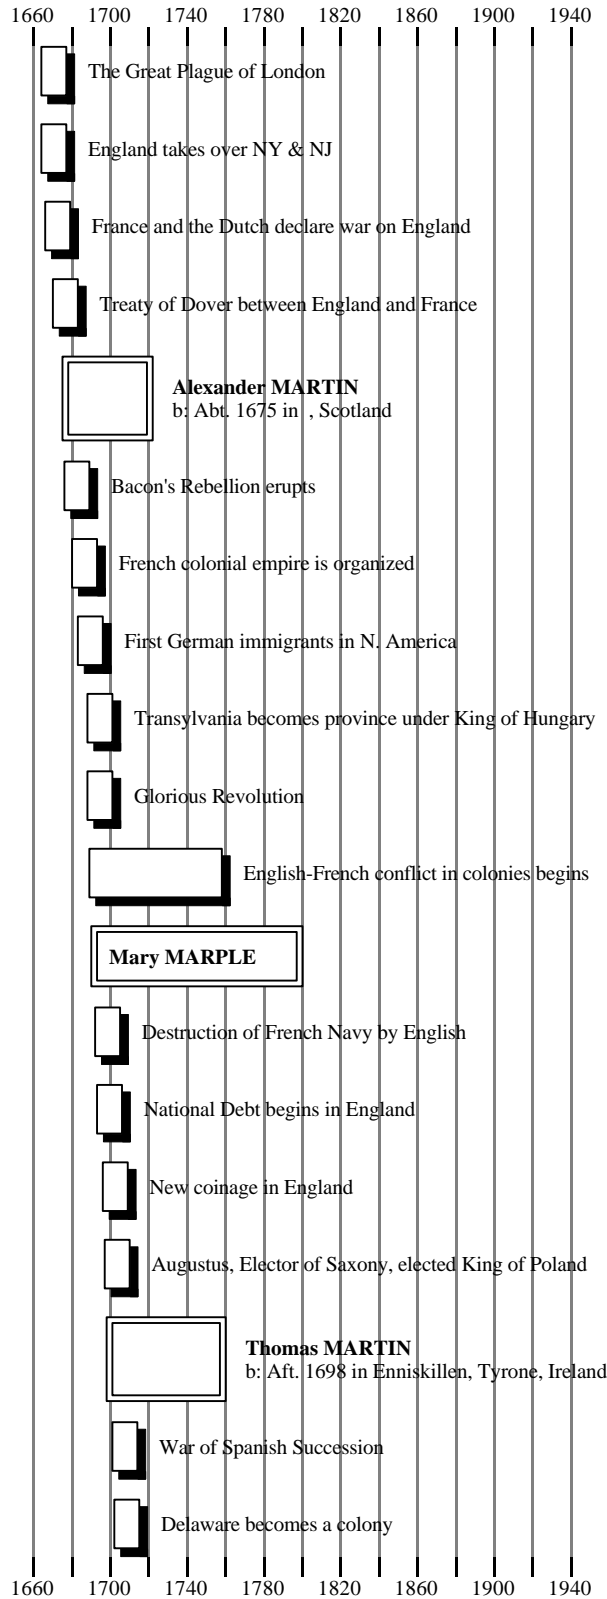 1660 1700 1740 1780 1820 1860 1900 1940
The Great Plague of London
England takes over NY & NJ
France and the Dutch declare war on England
Treaty of Dover between England and France
Alexander MARTIN
b: Abt. 1675 in , Scotland
Bacon's Rebellion erupts
French colonial empire is organized
First German immigrants in N. America
Transylvania becomes province under King of Hungary
Glorious Revolution
English-French conflict in colonies begins
Mary MARPLE
Destruction of French Navy by English
National Debt begins in England
New coinage in England
Augustus, Elector of Saxony, elected King of Poland
Thomas MARTIN
b: Aft. 1698 in Enniskillen, Tyrone, Ireland
War of Spanish Succession
Delaware becomes a colony
1660 1700 1740 1780 1820 1860 1900 1940